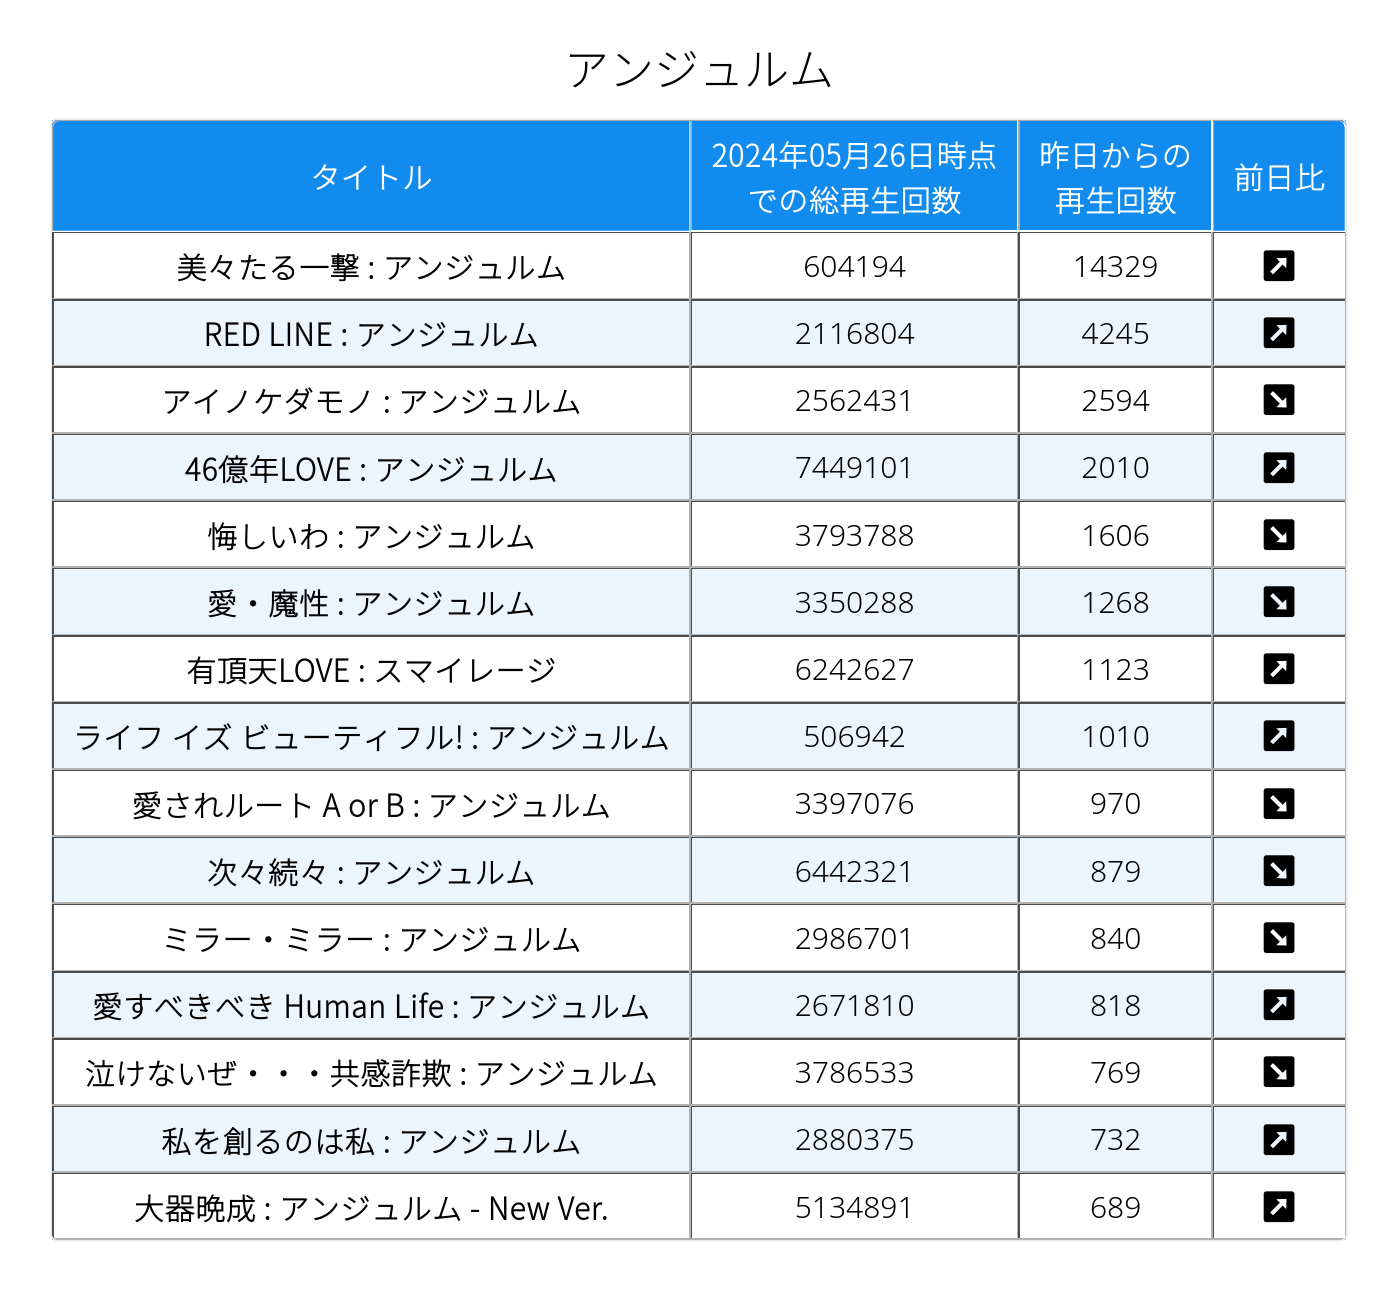 アンジュルム
タイトル 2024年05月26日時点での総再生回数 昨日からの再生回数 前日比
美々たる一撃 : アンジュルム 604194 14329 ↗
RED LINE : アンジュルム 2116804 4245 ↗
アイノケダモノ : アンジュルム 2562431 2594 ↘
46億年LOVE : アンジュルム 7449101 2010 ↗
悔しいわ : アンジュルム 3793788 1606 ↘
愛・魔性 : アンジュルム 3350288 1268 ↘
有頂天LOVE : スマイレージ 6242627 1123 ↗
ライフ イズ ビューティフル! : アンジュルム 506942 1010 ↗
愛されルート A or B : アンジュルム 3397076 970 ↘
次々続々 : アンジュルム 6442321 879 ↘
ミラー・ミラー : アンジュルム 2986701 840 ↘
愛すべきべき Human Life : アンジュルム 2671810 818 ↗
泣けないぜ・・・共感詐欺 : アンジュルム 3786533 769 ↘
私を創るのは私 : アンジュルム 2880375 732 ↗
大器晩成 : アンジュルム - New Ver. 5134891 689 ↗